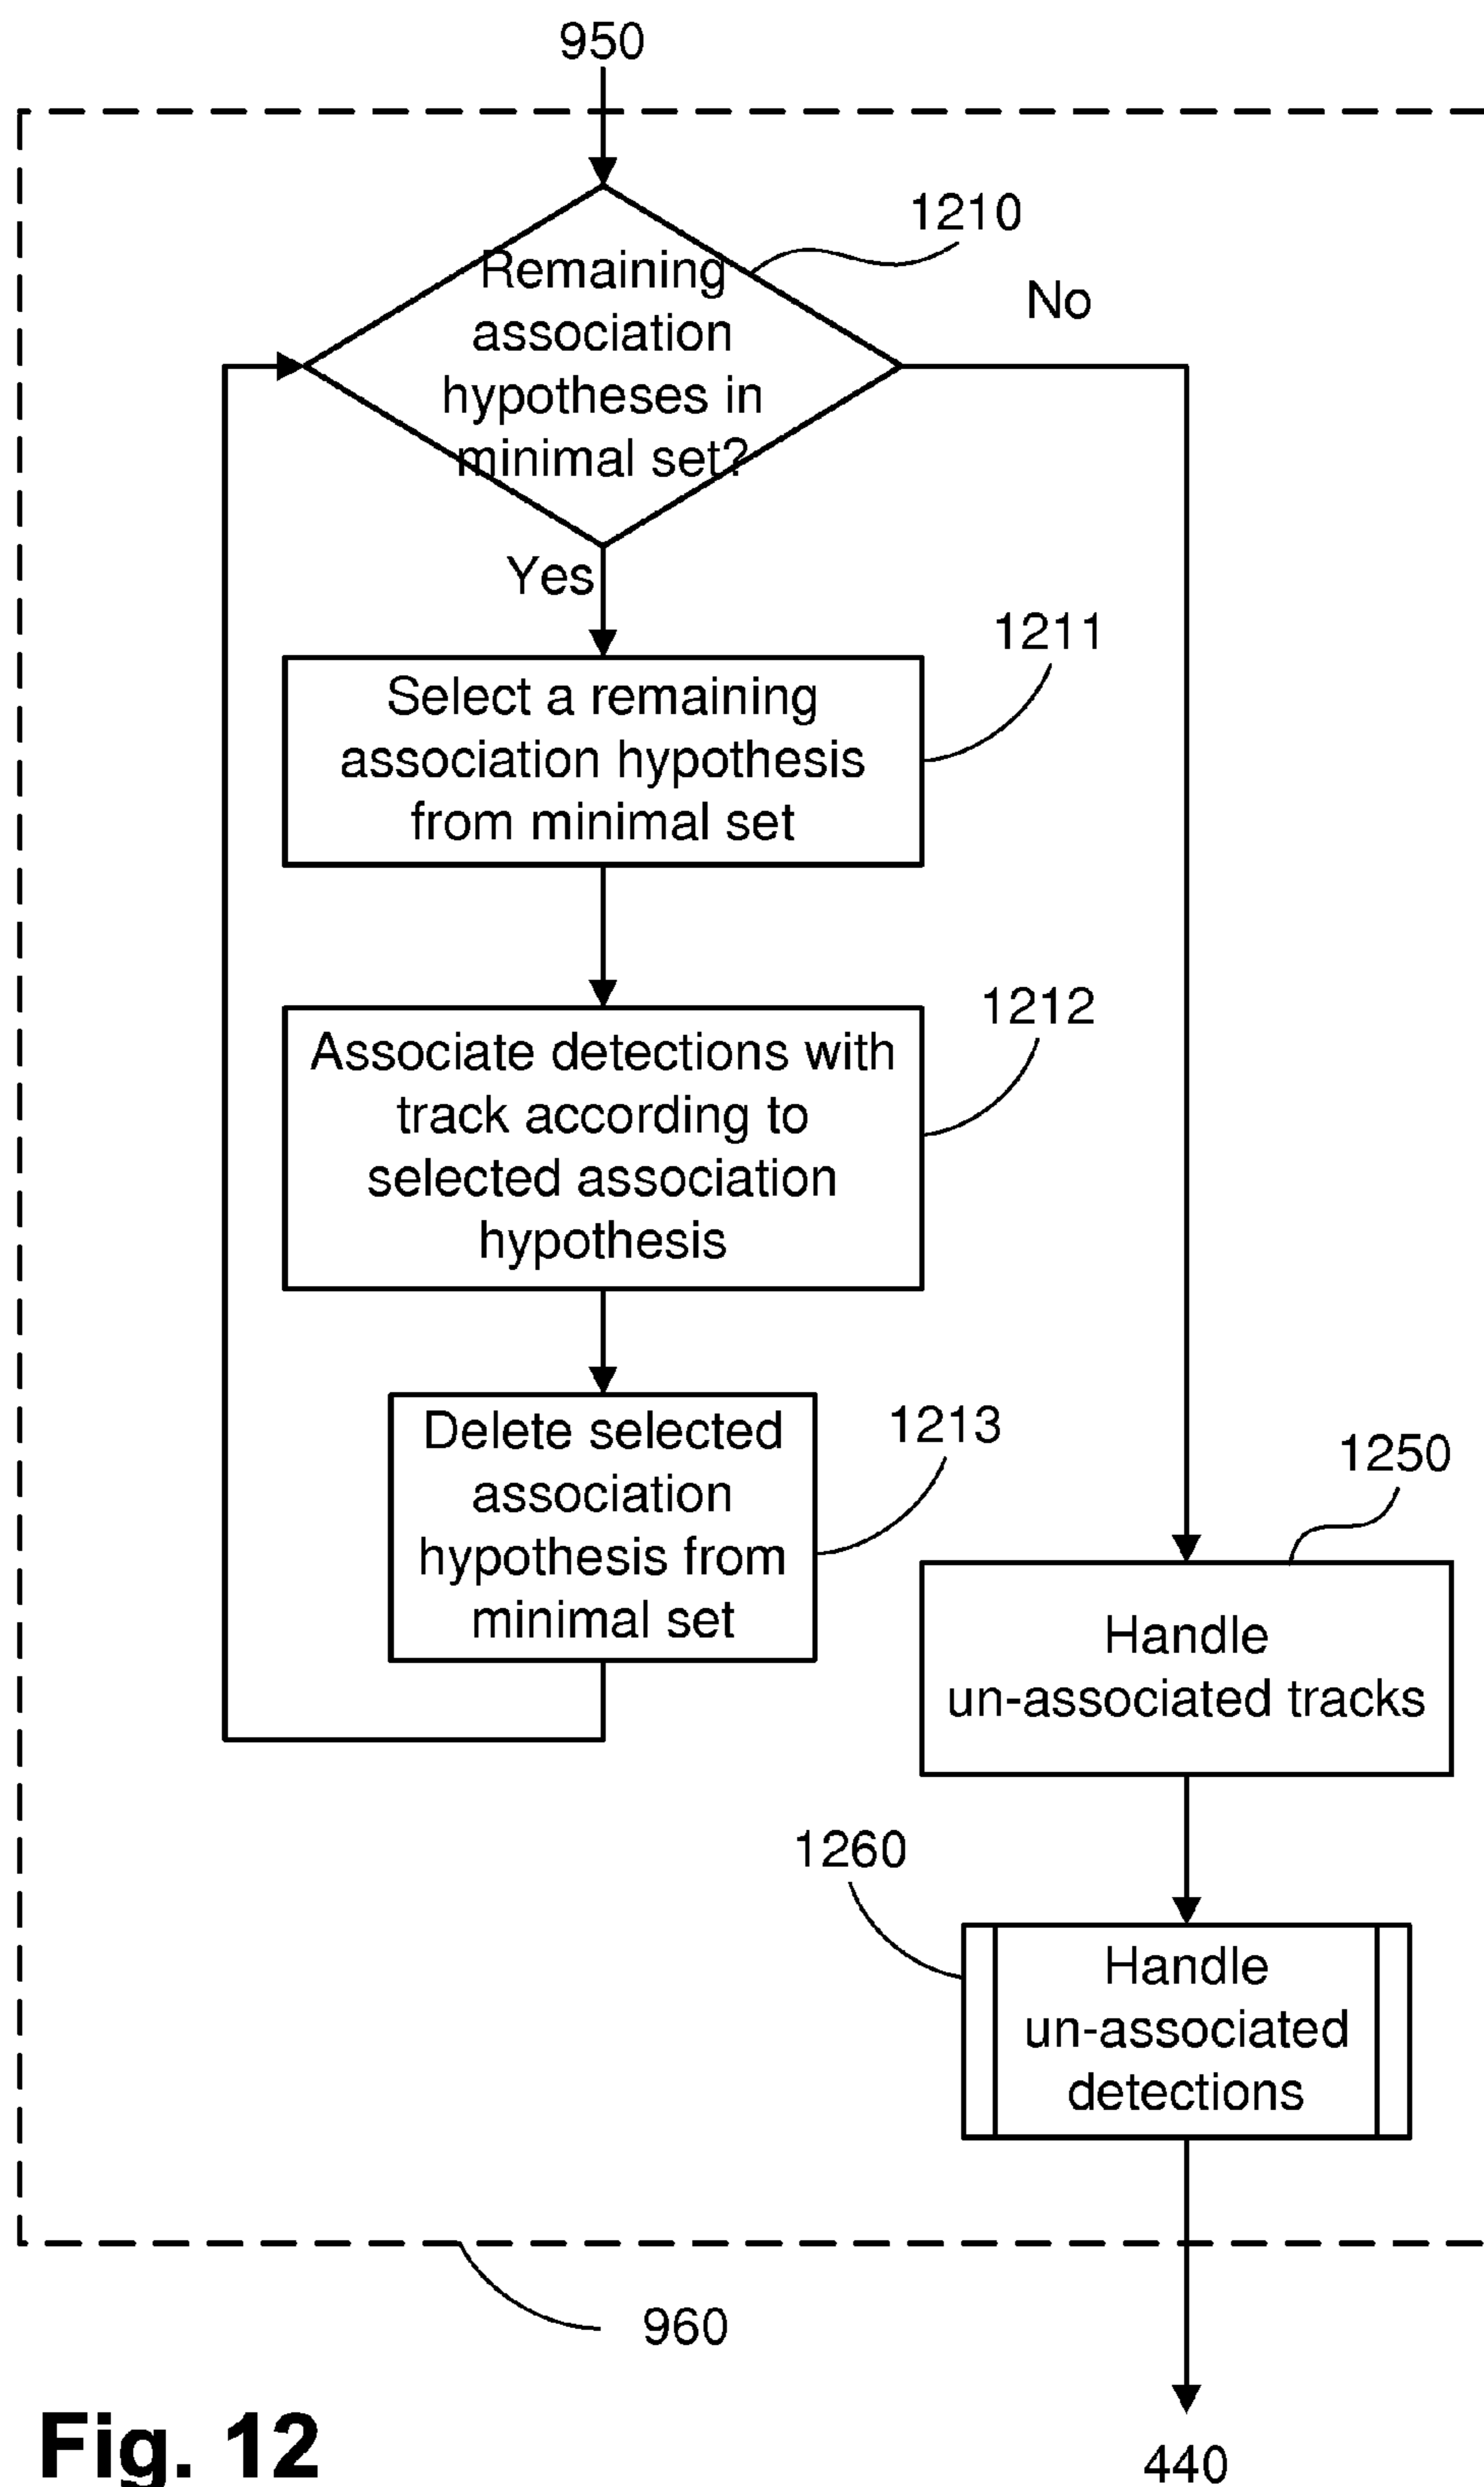 950
1210
Remaining
association
hypotheses in
minimal set?
No
Yes
1211
Select a remaining
association hypothesis
from minimal set
1212
Associate detections with
track according to
selected association
hypothesis
1213
Delete selected
association
hypothesis from
minimal set
1250
Handle
un-associated tracks
1260
Handle
un-associated
detections
960
440
Fig. 12